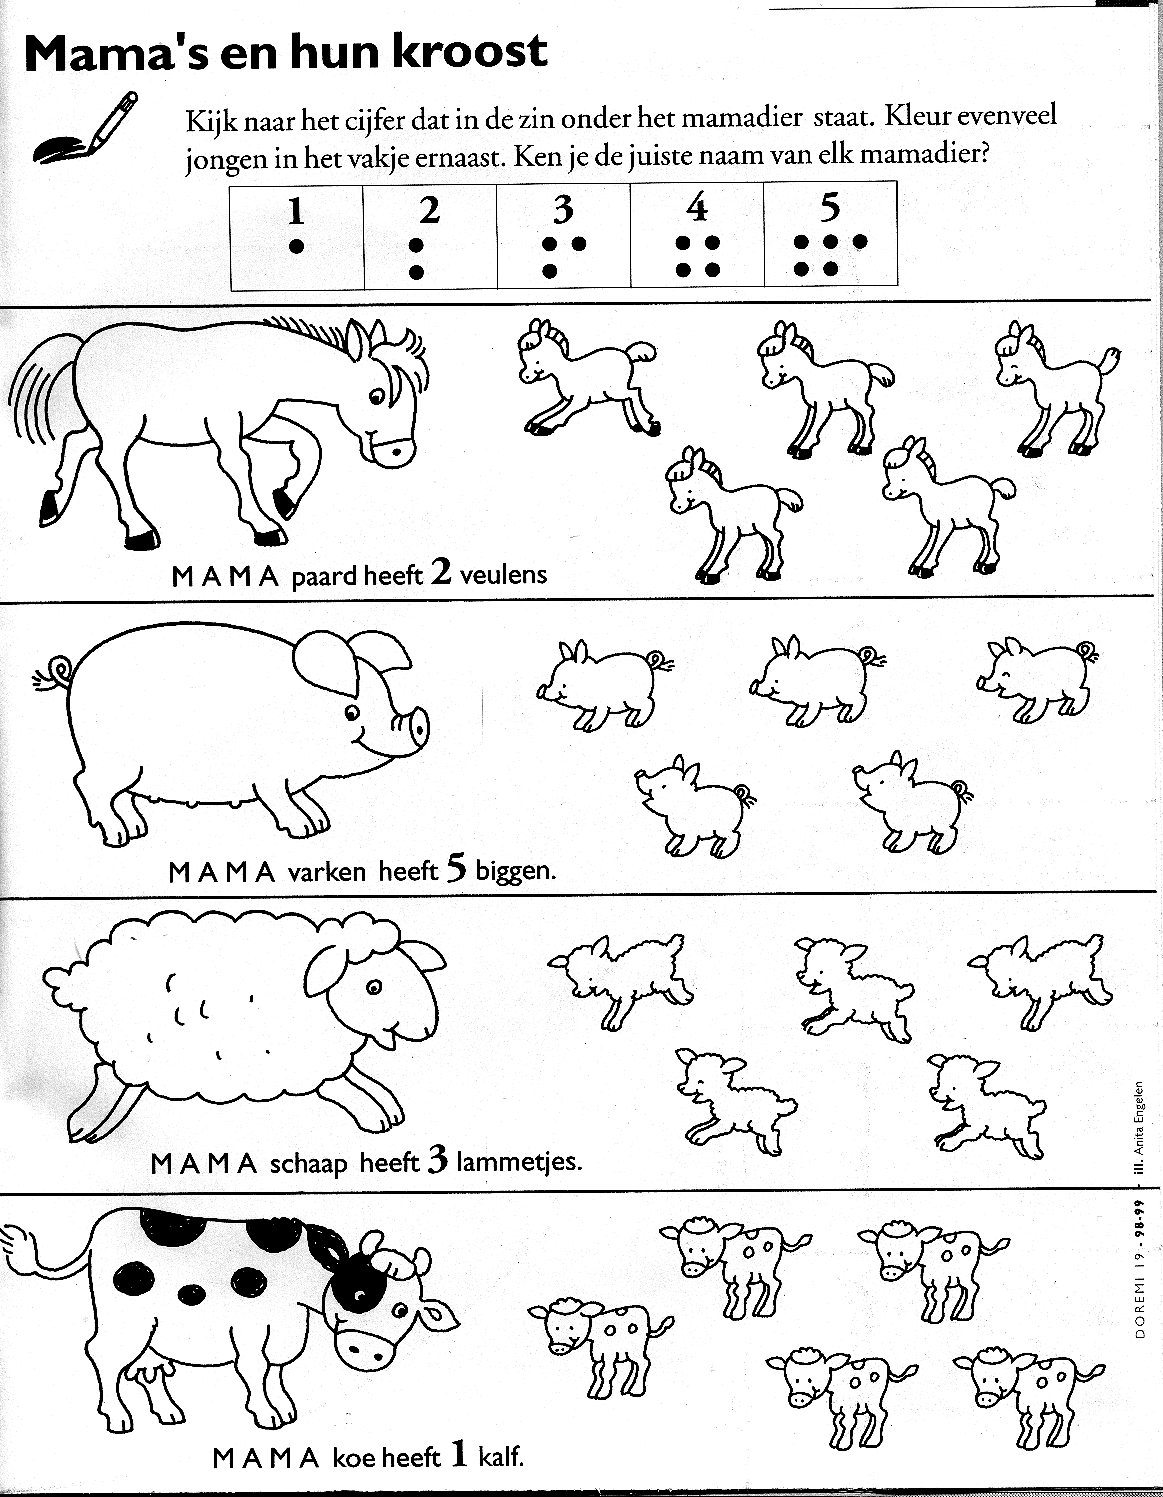 Mama's en hun kroost
Kijk naar het cijfer dat in de zin onder het mamadier staat. Kleur evenveel
jongen in het vakje ernaast. Ken je de juiste naam van elk mamadier?
1 2 3 4 5
MAMA paard heeft 2 veulens
MAMA varken heeft 5 biggen.
MAMA schaap heeft 3 lammetjes.
MAMA koe heeft 1 kalf.
DOREMI 19 - 98-99 - ill. Anita Engelen